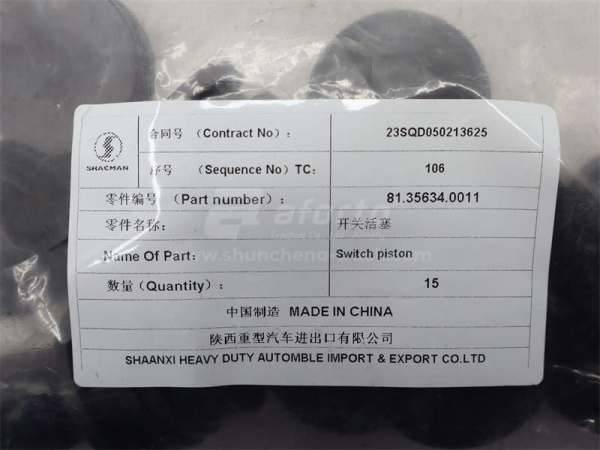 SHACMAN
合同号 （Contract No）: 23SQD050213625
序号 （Sequence No）TC: 106
零件编号（Part number）: 81.35634.0011
零件名称: 开关活塞
Name Of Part: Switch piston
数量（Quantity）: 15
中国制造 MADE IN CHINA
陕西重型汽车进出口有限公司
SHAANXI HEAVY DUTY AUTOMBLE IMPORT & EXPORT CO.LTD